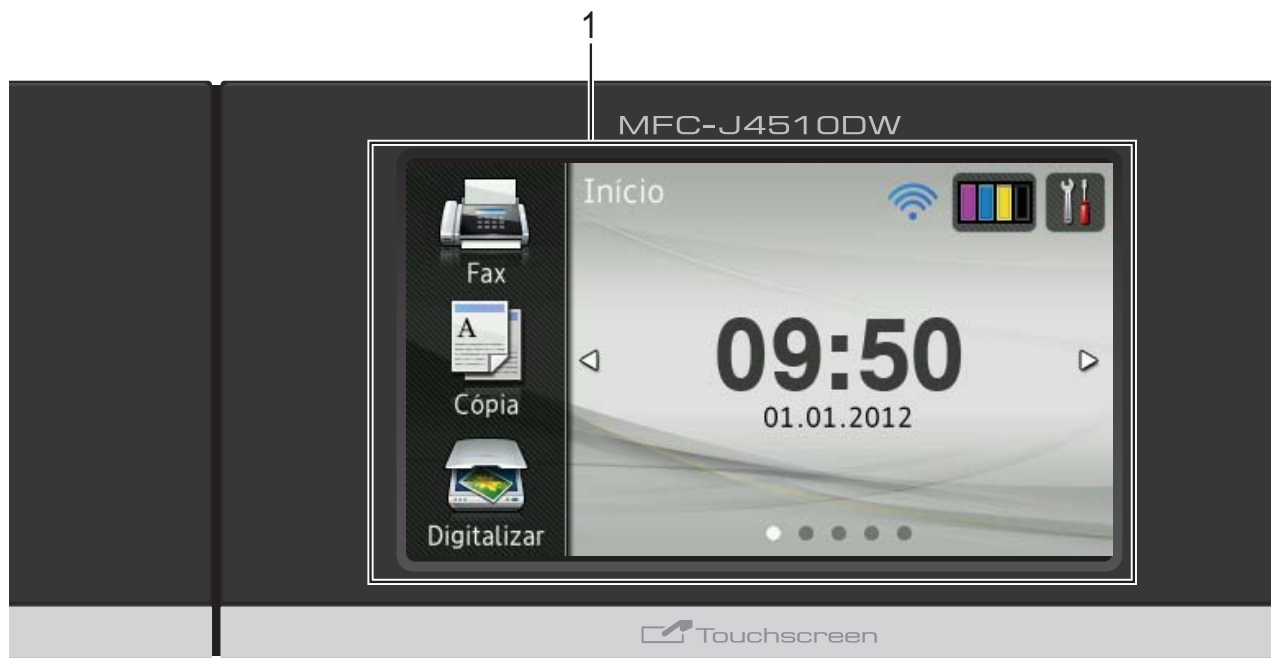 1
MFC-J4510DW
Início
Fax
Cópia
Digitalizar
09:50
01.01.2012
Touchscreen